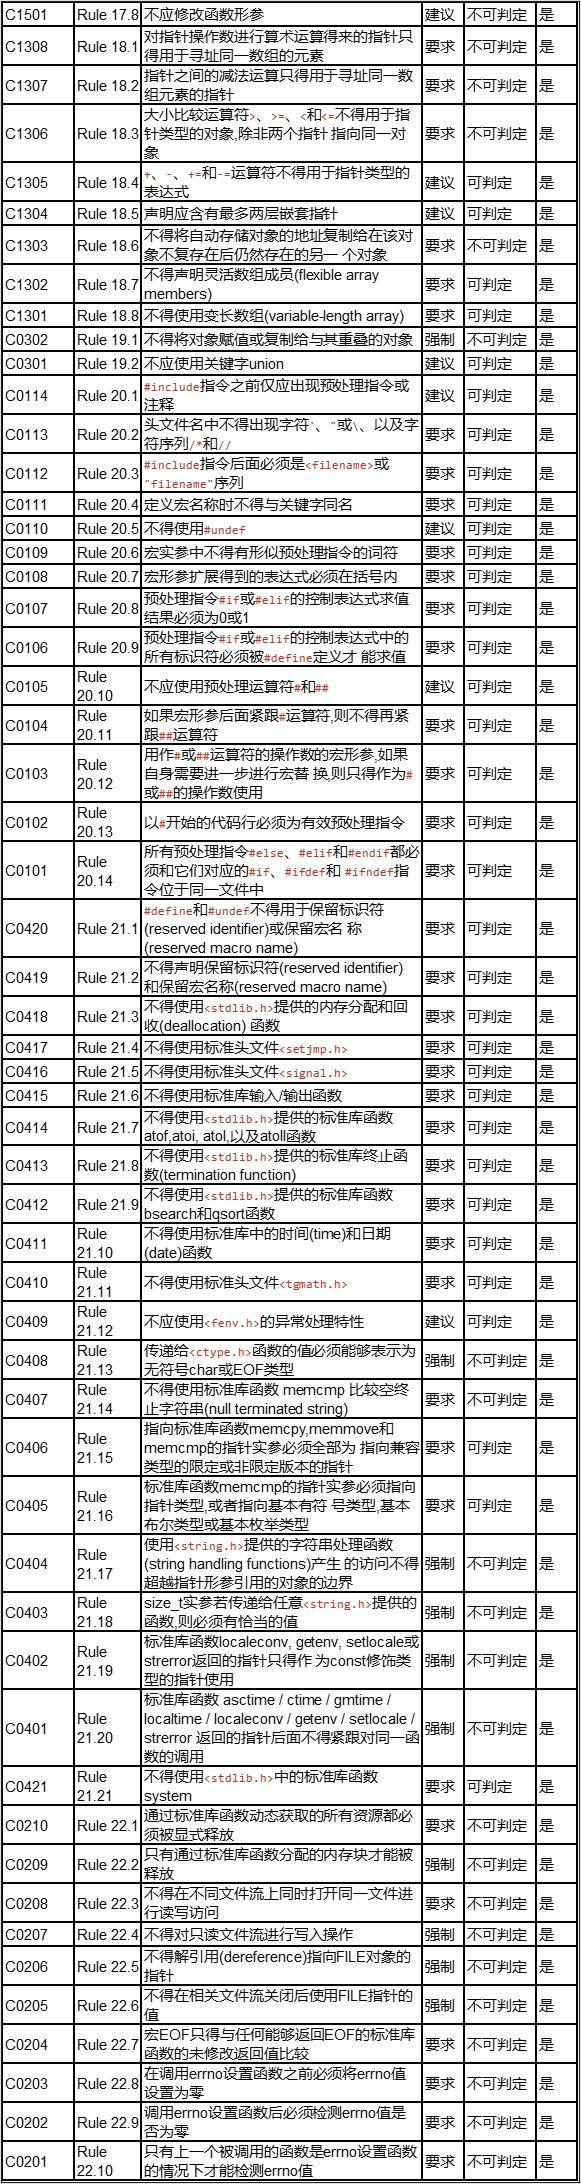 C1501 Rule 17.8 不应修改函数形参 建议 不可判定 是
C1308 Rule 18.1 对指针操作数进行算术运算得来的指针只
得用于寻址同一数组的元素 要求 不可判定 是
C1307 Rule 18.2 指针之间的减法运算只得用于寻址同一数
组元素的指针 要求 不可判定 是
C1306 Rule 18.3 大小比较运算符>、>=、<和<=不得用于指
针类型的对象,除非两个指针 指向同一对
象 要求 不可判定 是
C1305 Rule 18.4 +、-、+=和-=运算符不得用于指针类型的
表达式 建议 可判定 是
C1304 Rule 18.5 声明应含有最多两层嵌套指针 建议 可判定 是
C1303 Rule 18.6 不得将自动存储对象的地址复制给在该对
象不复存在后仍然存在的另一 个对象 要求 不可判定 是
C1302 Rule 18.7 不得声明灵活数组成员(flexible array
members) 要求 可判定 是
C1301 Rule 18.8 不得使用变长数组(variable-length array) 要求 可判定 是
C0302 Rule 19.1 不得将对象赋值或复制给与其重叠的对象 强制 不可判定 是
C0301 Rule 19.2 不应使用关键字union 建议 可判定 是
C0114 Rule 20.1 #include指令之前仅应出现预处理指令或
注释 建议 可判定 是
C0113 Rule 20.2 头文件名中不得出现字符'、"或\、以及字
符序列/*和// 要求 可判定 是
C0112 Rule 20.3 #include指令后面必须是<filename>或
"filename"序列 要求 可判定 是
C0111 Rule 20.4 定义宏名称时不得与关键字同名 要求 可判定 是
C0110 Rule 20.5 不得使用#undef 建议 可判定 是
C0109 Rule 20.6 宏实参中不得有形似预处理指令的词符 要求 可判定 是
C0108 Rule 20.7 宏形参扩展得到的表达式必须在括号内 要求 可判定 是
C0107 Rule 20.8 预处理指令#if或#elif的控制表达式求值
结果必须为0或1 要求 可判定 是
C0106 Rule 20.9 预处理指令#if或#elif的控制表达式中的
所有标识符必须被#define定义才 能求值 要求 可判定 是
C0105 Rule
20.10 不应使用预处理运算符#和## 建议 可判定 是
C0104 Rule
20.11 如果宏形参后面紧跟#运算符,则不得再紧
跟##运算符 要求 可判定 是
C0103 Rule
20.12 用作#或##运算符的操作数的宏形参,如果
自身需要进一步进行宏替 换,则只得作为#
或##的操作数使用 要求 可判定 是
C0102 Rule
20.13 以#开始的代码行必须为有效预处理指令 要求 可判定 是
C0101 Rule
20.14 所有预处理指令#else、#elif和#endif都必
须和它们对应的#if、#ifdef和 #ifndef指
令位于同一文件中 要求 可判定 是
C0420 Rule 21.1 #define和#undef不得用于保留标识符
(reserved identifier)或保留宏名 称
(reserved macro name) 要求 可判定 是
C0419 Rule 21.2 不得声明保留标识符(reserved identifier)
和保留宏名称(reserved macro name) 要求 可判定 是
C0418 Rule 21.3 不得使用<stdlib.h>提供的内存分配和回
收(deallocation) 函数 要求 可判定 是
C0417 Rule 21.4 不得使用标准头文件<setjmp.h> 要求 可判定 是
C0416 Rule 21.5 不得使用标准头文件<signal.h> 要求 可判定 是
C0415 Rule 21.6 不得使用标准库输入/输出函数 要求 可判定 是
C0414 Rule 21.7 不得使用<stdlib.h>提供的标准库函数
atof,atoi, atol,以及atoll函数 要求 可判定 是
C0413 Rule 21.8 不得使用<stdlib.h>提供的标准库终止函
数(termination function) 要求 可判定 是
C0412 Rule 21.9 不得使用<stdlib.h>提供的标准库函数
bsearch和qsort函数 要求 可判定 是
C0411 Rule
21.10 不得使用标准库中的时间(time)和日期
(date)函数 要求 可判定 是
C0410 Rule
21.11 不得使用标准头文件<tgmath.h> 要求 可判定 是
C0409 Rule
21.12 不应使用<fenv.h>的异常处理特性 建议 可判定 是
C0408 Rule
21.13 传递给<ctype.h>函数的值必须能够表示为
无符号char或EOF类型 强制 不可判定 是
C0407 Rule
21.14 不得使用标准库函数 memcmp 比较空终
止字符串(null terminated string) 要求 不可判定 是
C0406 Rule
21.15 指向标准库函数memcpy,memmove和
memcmp的指针实参必须全部为 指向兼容
类型的限定或非限定版本的指针 要求 可判定 是
C0405 Rule
21.16 标准库函数memcmp的指针实参必须指向
指针类型,或者指向基本有符 号类型,基本
布尔类型或基本枚举类型 要求 可判定 是
C0404 Rule
21.17 使用<string.h>提供的字符串处理函数
(string handling functions)产生 的访问不得
超越指针形参引用的对象的边界 强制 不可判定 是
C0403 Rule
21.18 size_t实参若传递给任意<string.h>提供的
函数,则必须有恰当的值 强制 不可判定 是
C0402 Rule
21.19 标准库函数localeconv, getenv, setlocale或
strerror返回的指针只得作 为const修饰类
型的指针使用 强制 不可判定 是
C0401 Rule
21.20 标准库函数 asctime / ctime / gmtime /
localtime / localeconv / getenv / setlocale /
strerror 返回的指针后面不得紧跟对同一函
数的调用 强制 不可判定 是
C0421 Rule
21.21 不得使用<stdlib.h>中的标准库函数
system 要求 可判定 是
C0210 Rule 22.1 通过标准库函数动态获取的所有资源都必
须被显式释放 要求 不可判定 是
C0209 Rule 22.2 只有通过标准库函数分配的内存块才能被
释放 强制 不可判定 是
C0208 Rule 22.3 不得在不同文件流上同时打开同一文件进
行读写访问 要求 不可判定 是
C0207 Rule 22.4 不得对只读文件流进行写入操作 强制 不可判定 是
C0206 Rule 22.5 不得解引用(dereference)指向FILE对象的
指针 强制 不可判定 是
C0205 Rule 22.6 不得在相关文件流关闭后使用FILE指针的
值 强制 不可判定 是
C0204 Rule 22.7 宏EOF只得与任何能够返回EOF的标准库
函数的未修改返回值比较 要求 不可判定 是
C0203 Rule 22.8 在调用errno设置函数之前必须将errno值
设置为零 要求 不可判定 是
C0202 Rule 22.9 调用errno设置函数后必须检测errno值是
否为零 要求 不可判定 是
C0201 Rule
22.10 只有上一个被调用的函数是errno设置函数
的情况下才能检测errno值 要求 不可判定 是